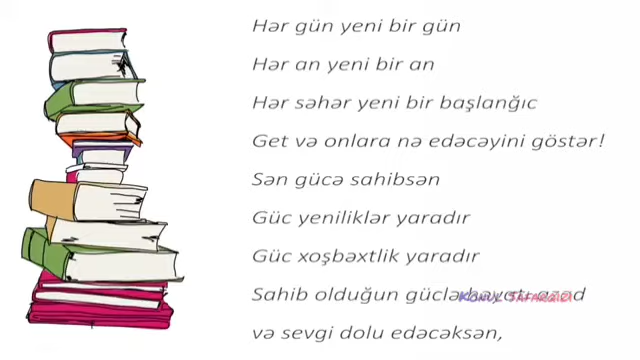 Hər gün yeni bir gün
Hər an yeni bir an
Hər səhər yeni bir başlanğıc
Get və onlara nə edəcəyini göstər!
Sən gücə sahibsən
Güc yeniliklər yaradır
Güc xoşbəxtlik yaradır
Sahib olduğun güclə
və sevgi dolu edəcəksən,